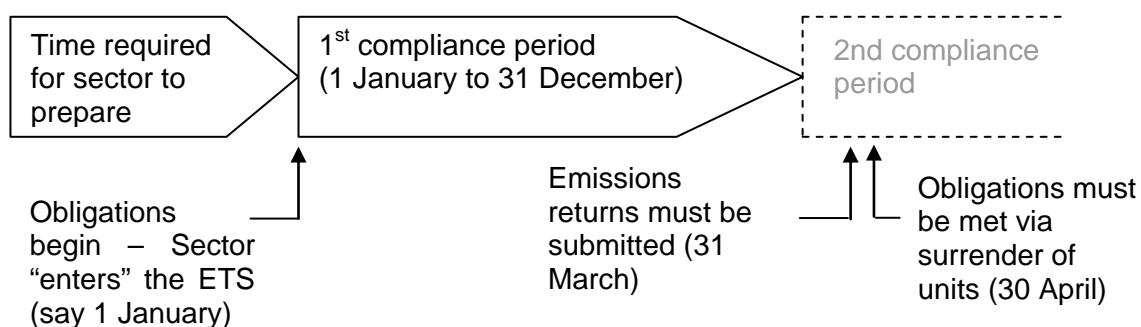 Time required
for sector to
prepare
1st compliance period
(1 January to 31 December)
2nd compliance
period
Obligations
begin – Sector
“enters” the ETS
(say 1 January)
Emissions
returns must be
submitted (31
March)
Obligations must
be met via
surrender of
units (30 April)